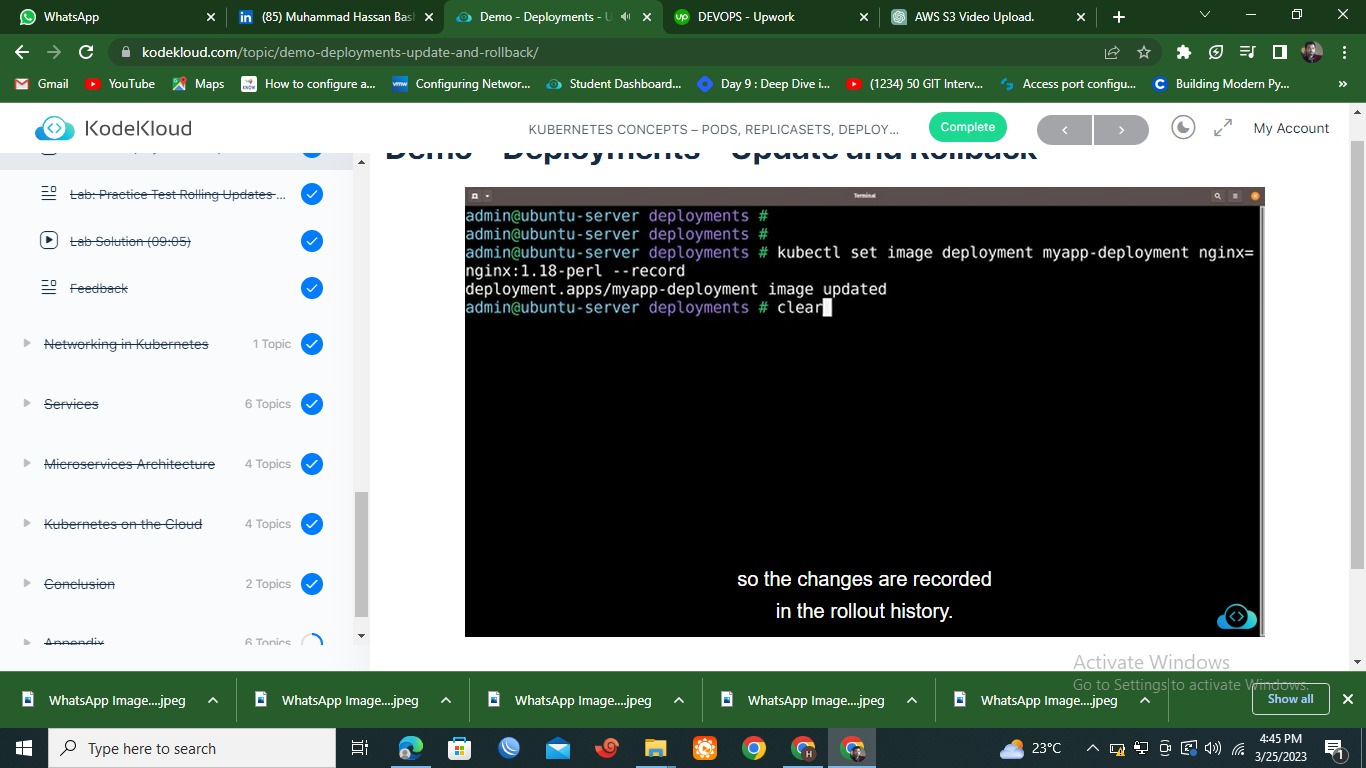 WhatsApp
(85) Muhammad Hassan Bas
Demo - Deployments - U
DEVOPS - Upwork
AWS S3 Video Upload.
kodekloud.com/topic/demo-deployments-update-and-rollback/
Gmail
YouTube
Maps
How to configure a...
Configuring Networ...
Student Dashboard...
Day 9 : Deep Dive i...
(1234) 50 GIT Interv...
Access port configu...
Building Modern Py...
»
KodeKloud
KUBERNETES CONCEPTS – PODS, REPLICASETS, DEPLOY...
Complete
My Account
Demo – Deployments – Update and Rollback
Lab: Practice Test Rolling Updates ...
Lab Solution (09:05)
Feedback
Networking in Kubernetes 1 Topic
Services 6 Topics
Microservices Architecture 4 Topics
Kubernetes on the Cloud 4 Topics
Conclusion 2 Topics
Appendix 6 Topics
Terminal
admin@ubuntu-server deployments #
admin@ubuntu-server deployments #
admin@ubuntu-server deployments # kubectl set image deployment myapp-deployment nginx=
nginx:1.18-perl --record
deployment.apps/myapp-deployment image updated
admin@ubuntu-server deployments # clear
so the changes are recorded
in the rollout history.
Activate Windows
Go to Settings to activate Windows.
WhatsApp Image....jpeg
WhatsApp Image....jpeg
WhatsApp Image....jpeg
WhatsApp Image....jpeg
WhatsApp Image....jpeg
Show all
Type here to search
23°C
4:45 PM
3/25/2023
1